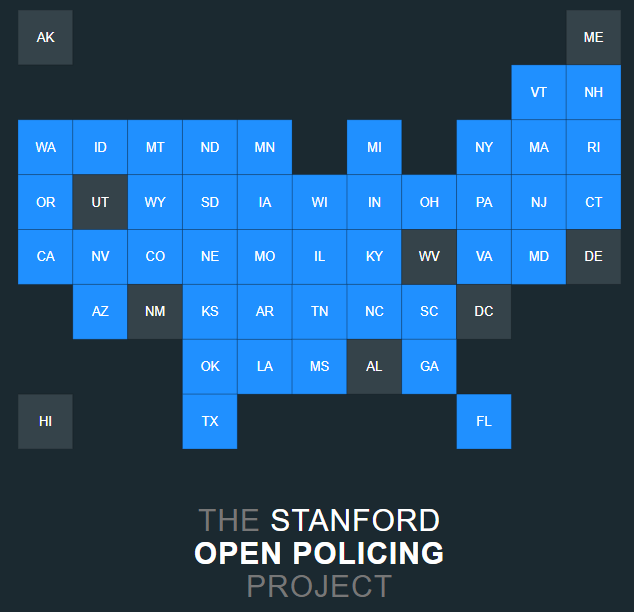 AK ME
VT NH
WA ID MT ND MN MI NY MA RI
OR UT WY SD IA WI IN OH PA NJ CT
CA NV CO NE MO IL KY WV VA MD DE
AZ NM KS AR TN NC SC DC
OK LA MS AL GA
HI TX FL
THE STANFORD
OPEN POLICING
PROJECT